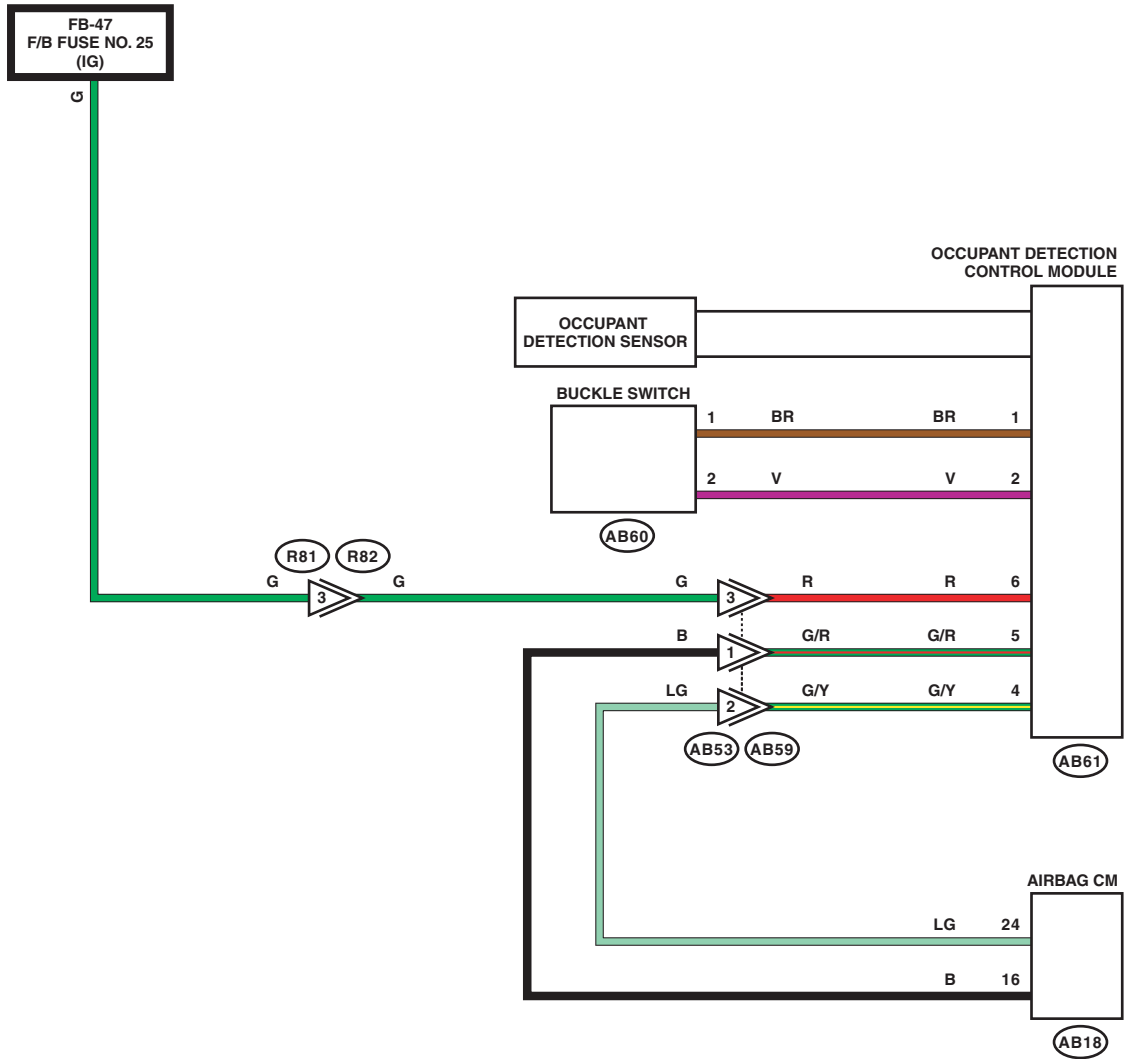 FB-47
F/B FUSE NO. 25
(IG)
G
OCCUPANT DETECTION
CONTROL MODULE
OCCUPANT
DETECTION SENSOR
BUCKLE SWITCH
1 BR BR 1
2 V V 2
AB60
R81 R82
G 3 G G 3 R R 6
B 1 G/R G/R 5
LG 2 G/Y G/Y 4
AB53 AB59
AB61
AIRBAG CM
LG 24
B 16
AB18